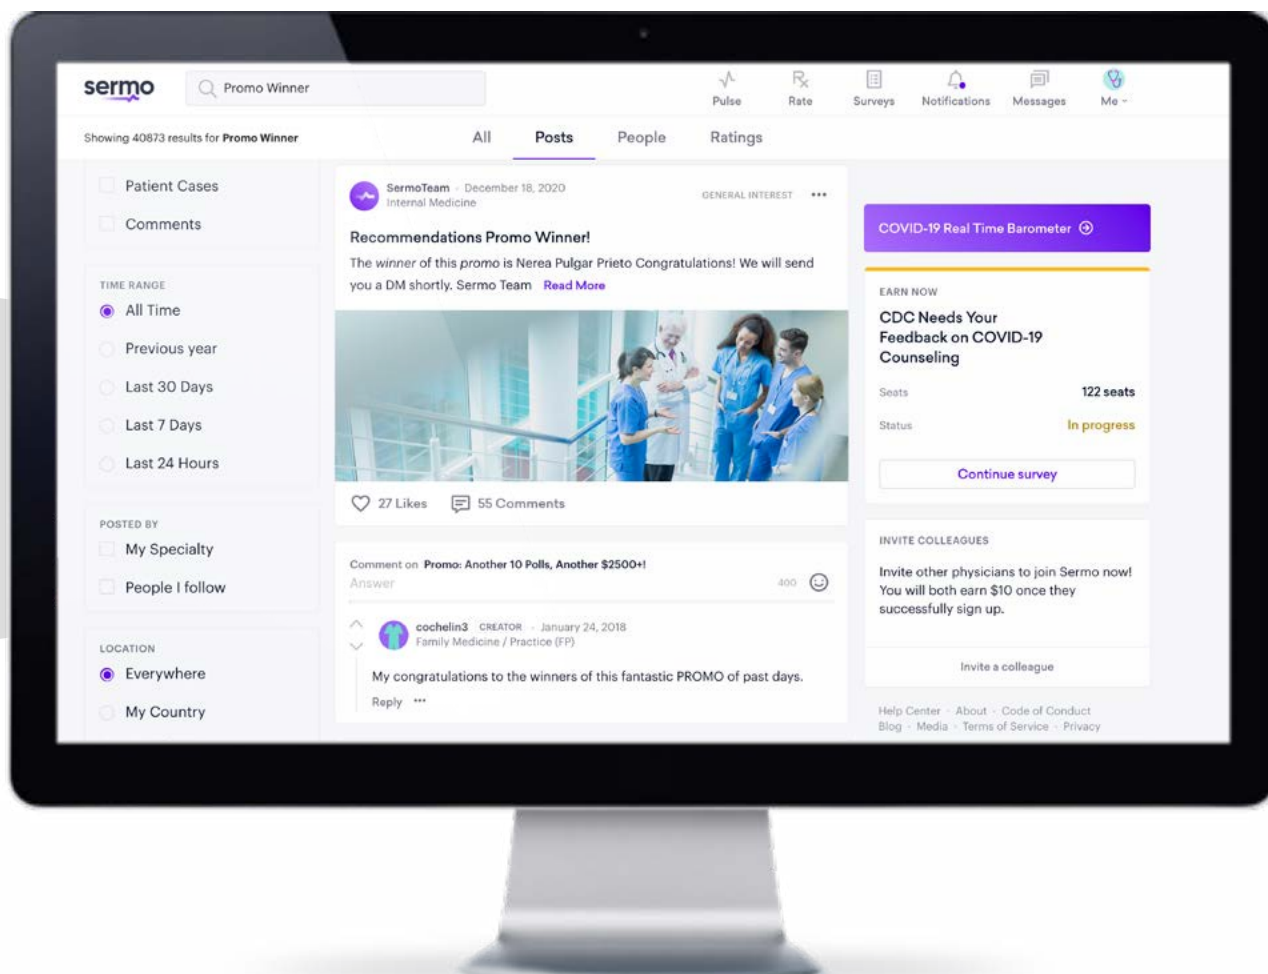 sermo
Promo Winner
Pulse
Rate
Surveys
Notifications
Messages
Me
Showing 40873 results for Promo Winner
All
Posts
People
Ratings
Patient Cases
Comments
TIME RANGE
All Time
Previous year
Last 30 Days
Last 7 Days
Last 24 Hours
POSTED BY
My Specialty
People I follow
LOCATION
Everywhere
My Country
SermoTeam · December 18, 2020
Internal Medicine
GENERAL INTEREST
Recommendations Promo Winner!
The winner of this promo is Nerea Pulgar Prieto Congratulations! We will send
you a DM shortly. Sermo Team Read More
27 Likes
55 Comments
Comment on Promo: Another 10 Polls, Another $2500+!
Answer
400
cochelin3 CREATOR · January 24, 2018
Family Medicine / Practice (FP)
My congratulations to the winners of this fantastic PROMO of past days.
Reply
COVID-19 Real Time Barometer
EARN NOW
CDC Needs Your
Feedback on COVID-19
Counseling
Seats 122 seats
Status In progress
Continue survey
INVITE COLLEAGUES
Invite other physicians to join Sermo now!
You will both earn $10 once they
successfully sign up.
Invite a colleague
Help Center · About · Code of Conduct
Blog · Media · Terms of Service · Privacy